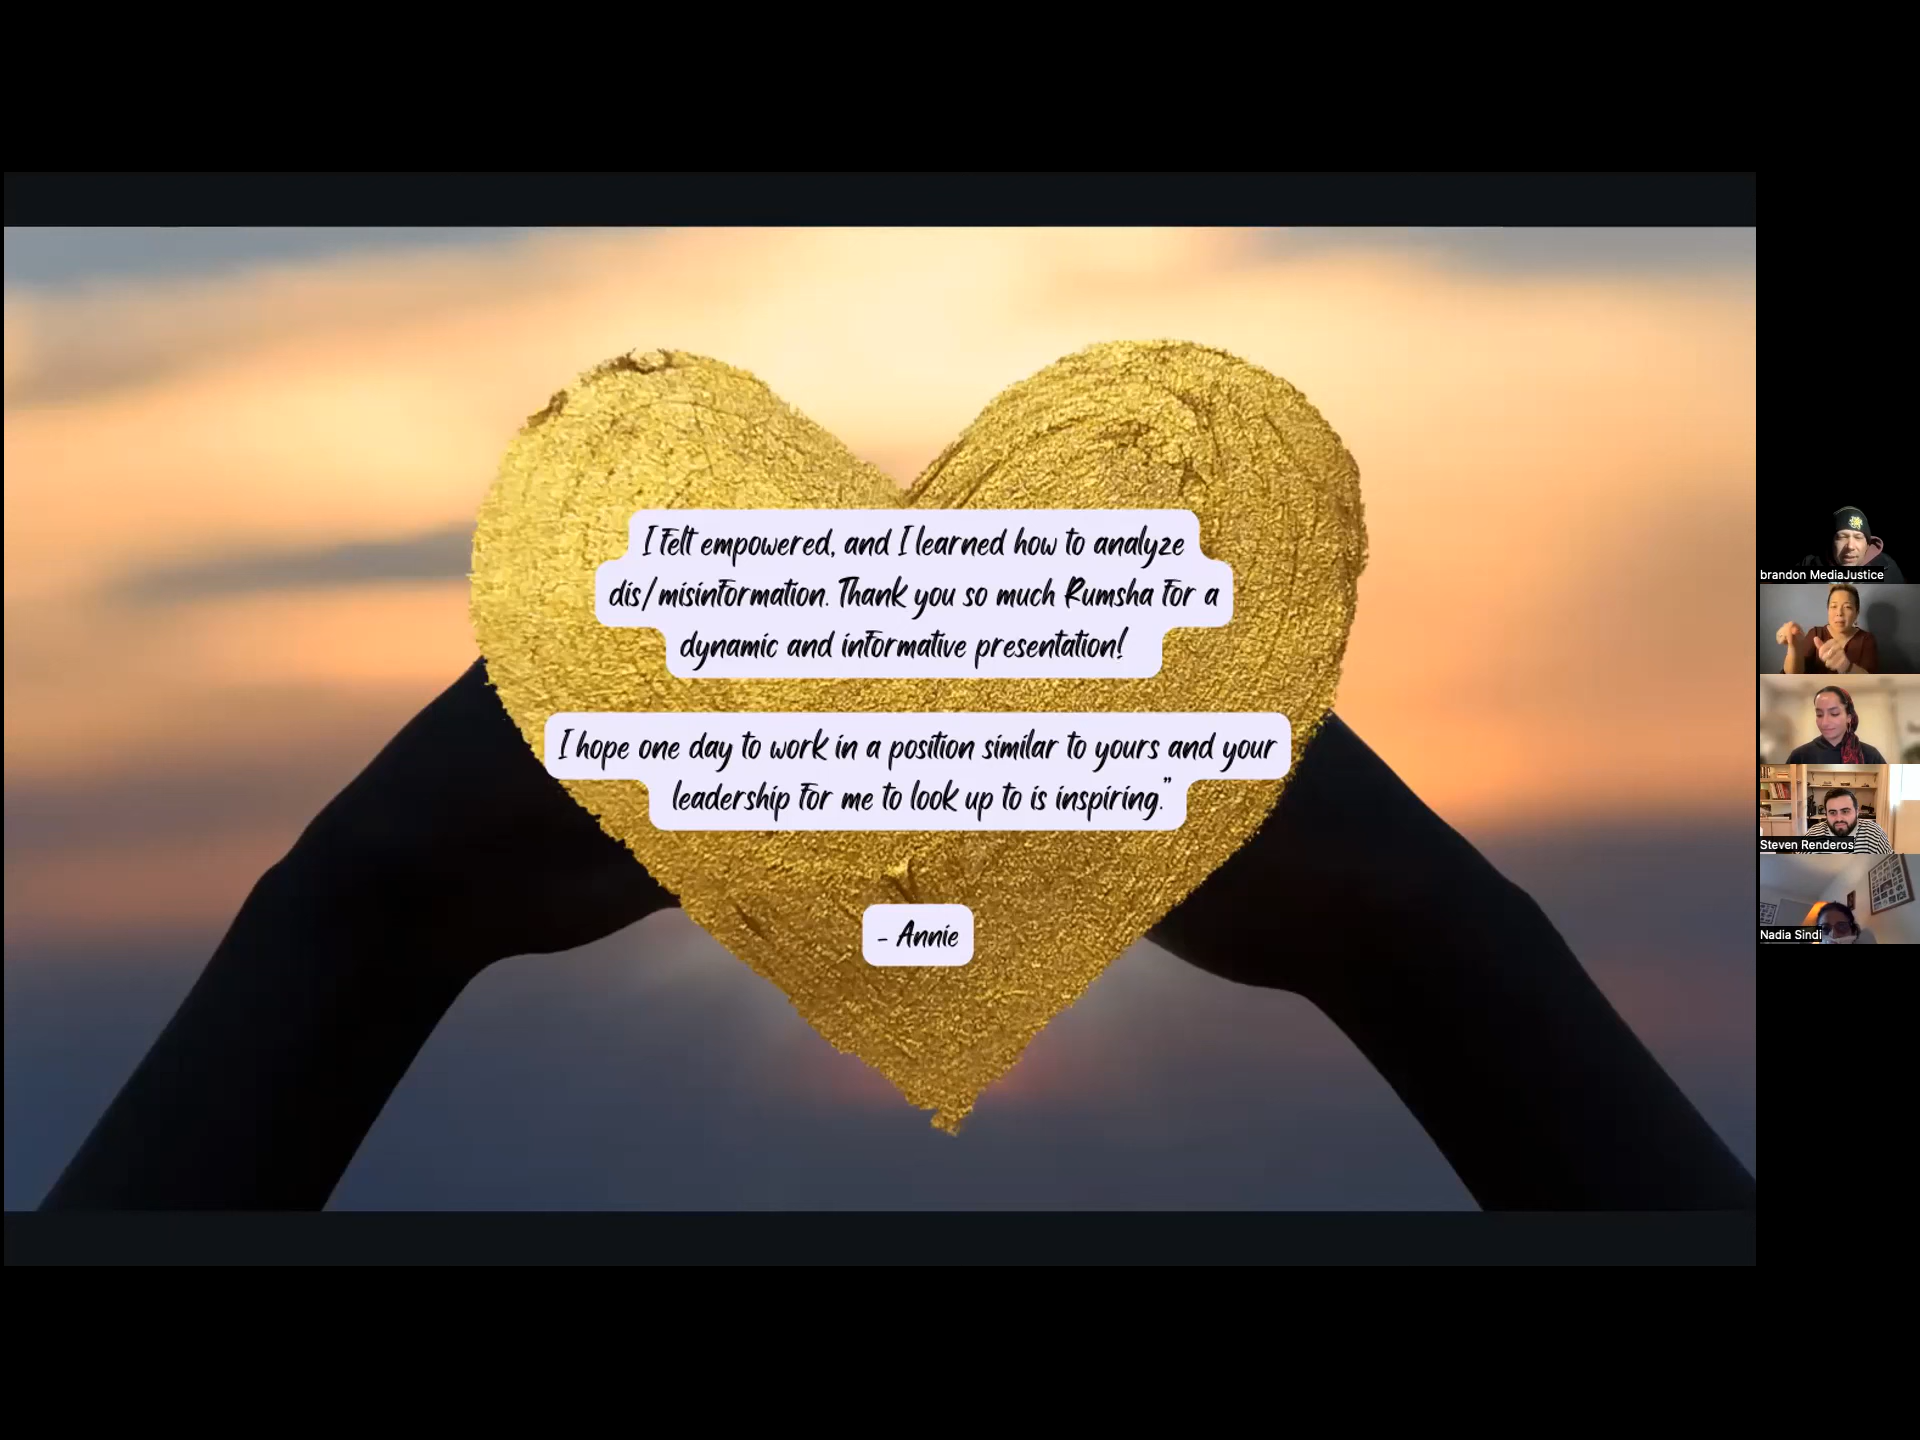 I felt empowered, and I learned how to analyze
dis/misinformation. Thank you so much Rumsha for a
dynamic and informative presentation!
I hope one day to work in a position similar to yours and your
leadership for me to look up to is inspiring."
- Annie
brandon MediaJustice
Steven Renderos
Nadia Sindi